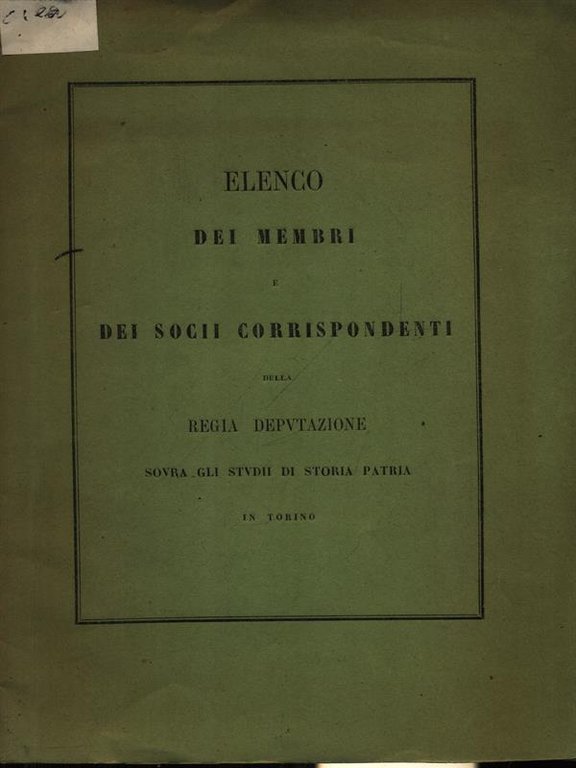 ELENCO
DEI MEMBRI
E
DEI SOCII CORRISPONDENTI
DELLA
REGIA DEPVTAZIONE
SOVRA GLI STVDII DI STORIA PATRIA
IN TORINO